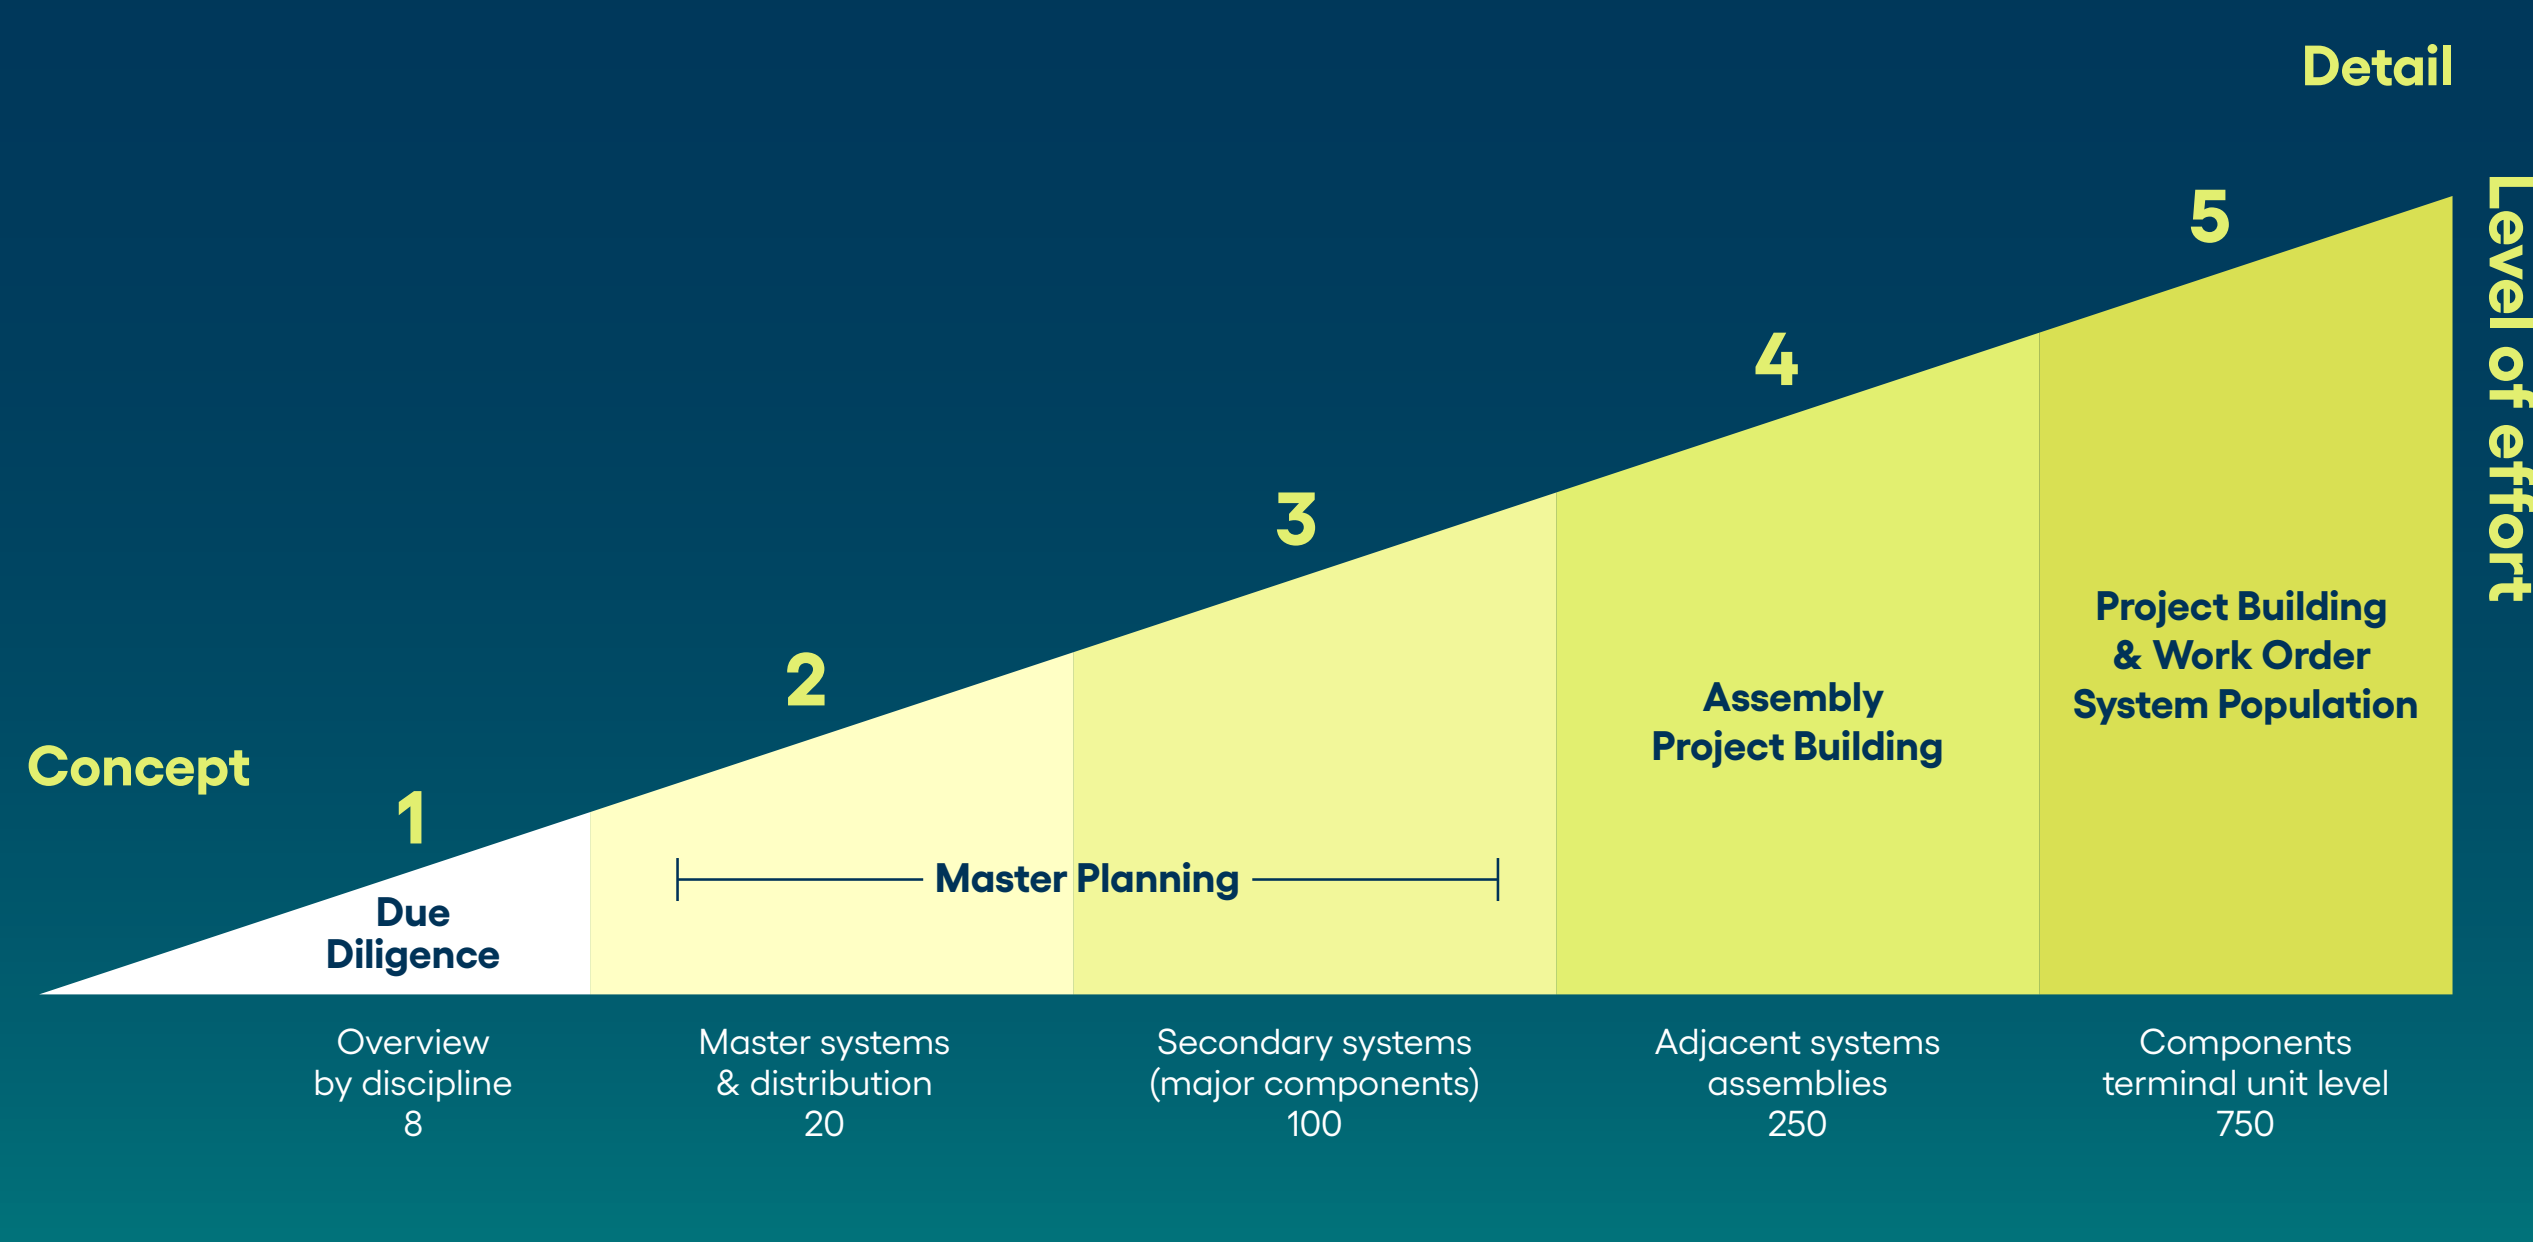 Detail
Level of effort
5
4
3
2
Concept
1
Project Building
& Work Order
System Population
Assembly
Project Building
Master Planning
Due
Diligence
Overview
by discipline
8
Master systems
& distribution
20
Secondary systems
(major components)
100
Adjacent systems
assemblies
250
Components
terminal unit level
750